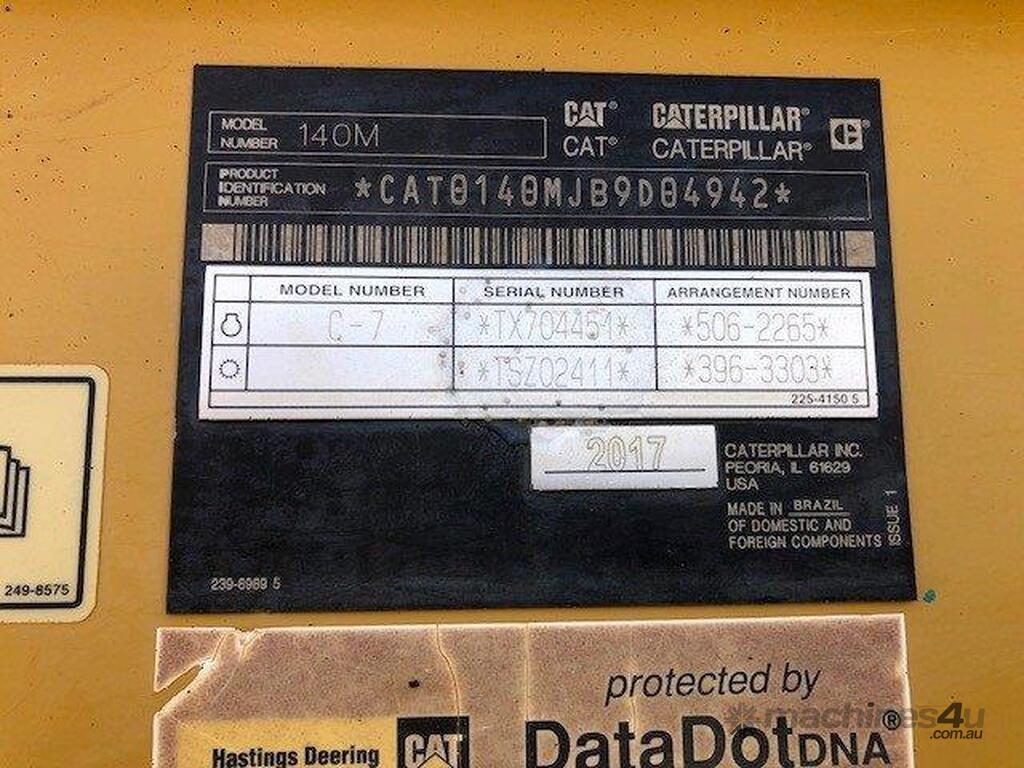 MODEL NUMBER 140M
CAT® CATERPILLAR®
CAT® CATERPILLAR®
PRODUCT IDENTIFICATION NUMBER *CAT0140MJB9D04942*
MODEL NUMBER SERIAL NUMBER ARRANGEMENT NUMBER
C-7 *TX704451* *506-2265*
*TSZ02411* *396-3303*
225-4150 5
2017
CATERPILLAR INC.
PEORIA, IL 61629
USA
MADE IN BRAZIL
OF DOMESTIC AND
FOREIGN COMPONENTS
ISSUE 1
239-6989 5
249-8575
protected by
DataDotDNA®
Hastings Deering CAT
machines4u
.com.au